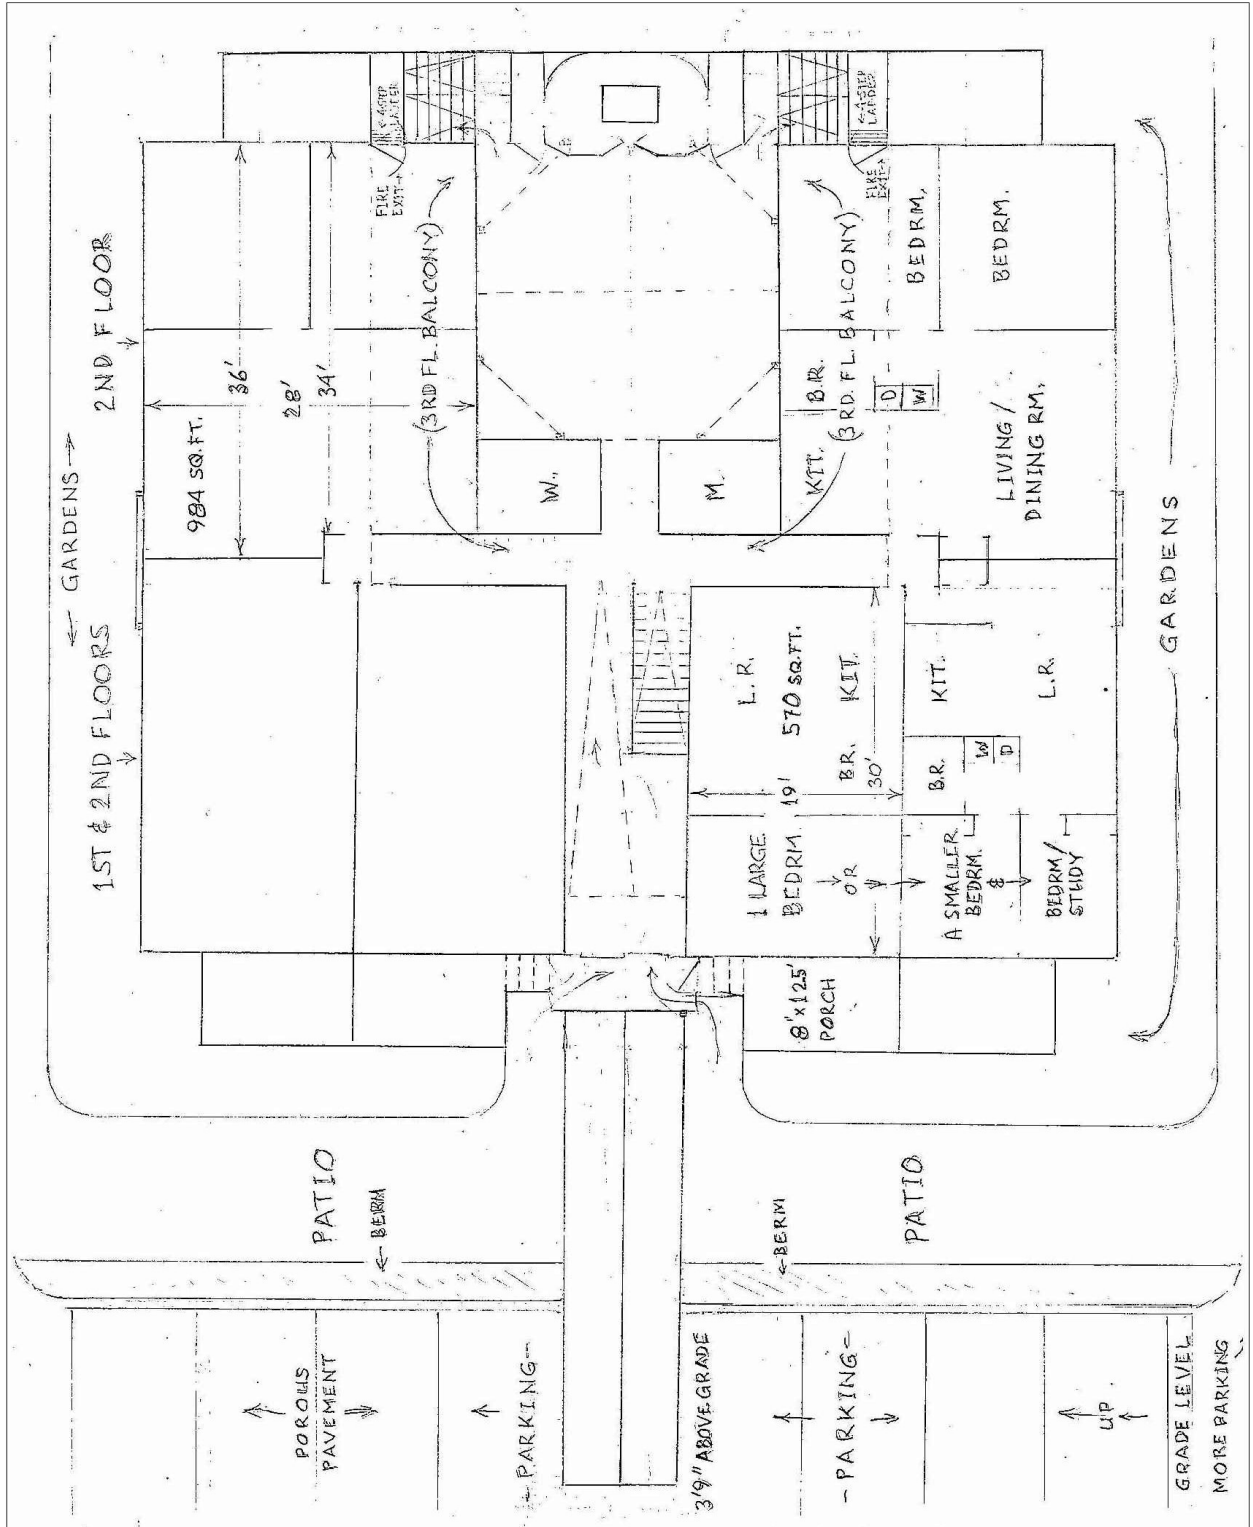 ← GARDENS →
2ND FLOOR
1ST & 2ND FLOORS
984 SQ.FT.
36'
28'
34'
← 4-STEP
LADDER
FIRE
EXIT→
(3RD FL. BALCONY)
W.
M.
← 4-STEP
LADDER
FIRE
EXIT→
(3RD. FL. BALCONY)
B.R.
KIT.
D
W
BEDRM.
BEDRM.
LIVING/
DINING RM.
GARDENS
L. R.
570 SQ.FT.
KIT.
B.R.
30'
19'
1 LARGE
BEDRM.
OR
A SMALLER
BEDRM.
&
BEDRM/
STUDY
KIT.
L.R.
B.R.
W
D
8'x12.5'
PORCH
PATIO
← BERM
PATIO
← BERM
POROUS
PAVEMENT
- PARKING -
3'9" ABOVE GRADE
- PARKING -
UP
GRADE LEVEL
MORE PARKING